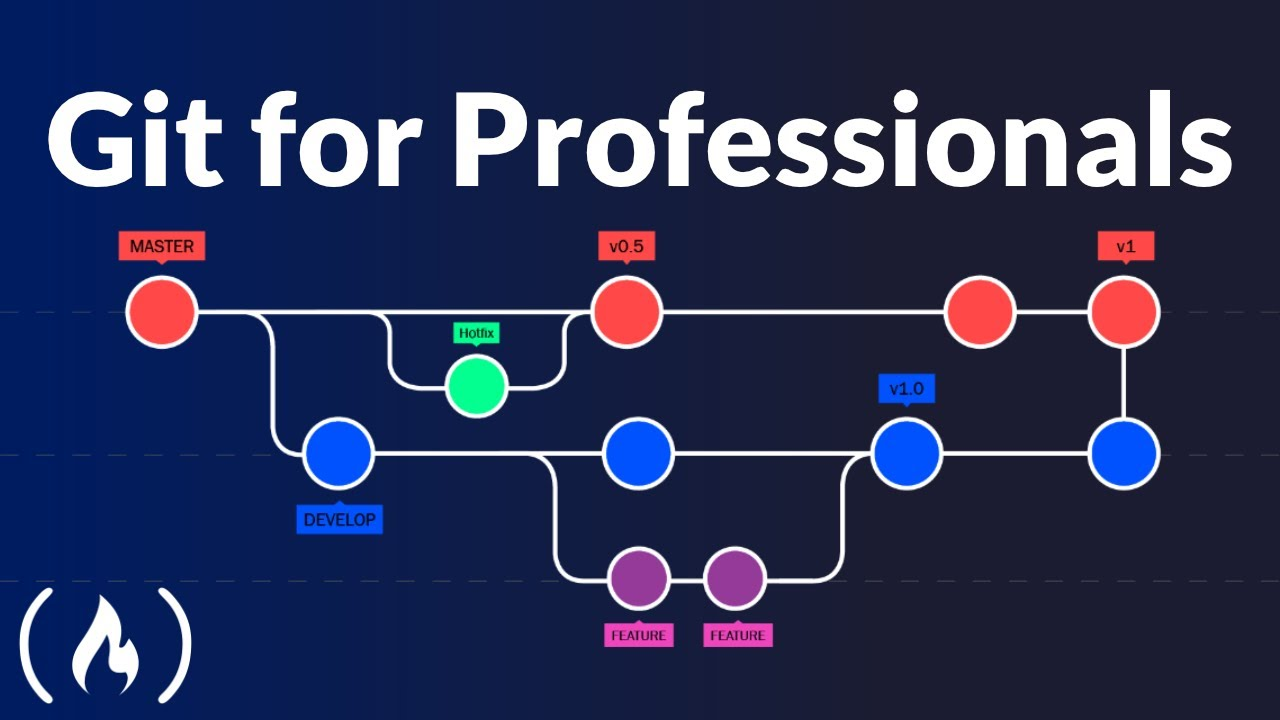 Git for Professionals
MASTER
v0.5
v1
Hotfix
v1.0
DEVELOP
FEATURE
FEATURE